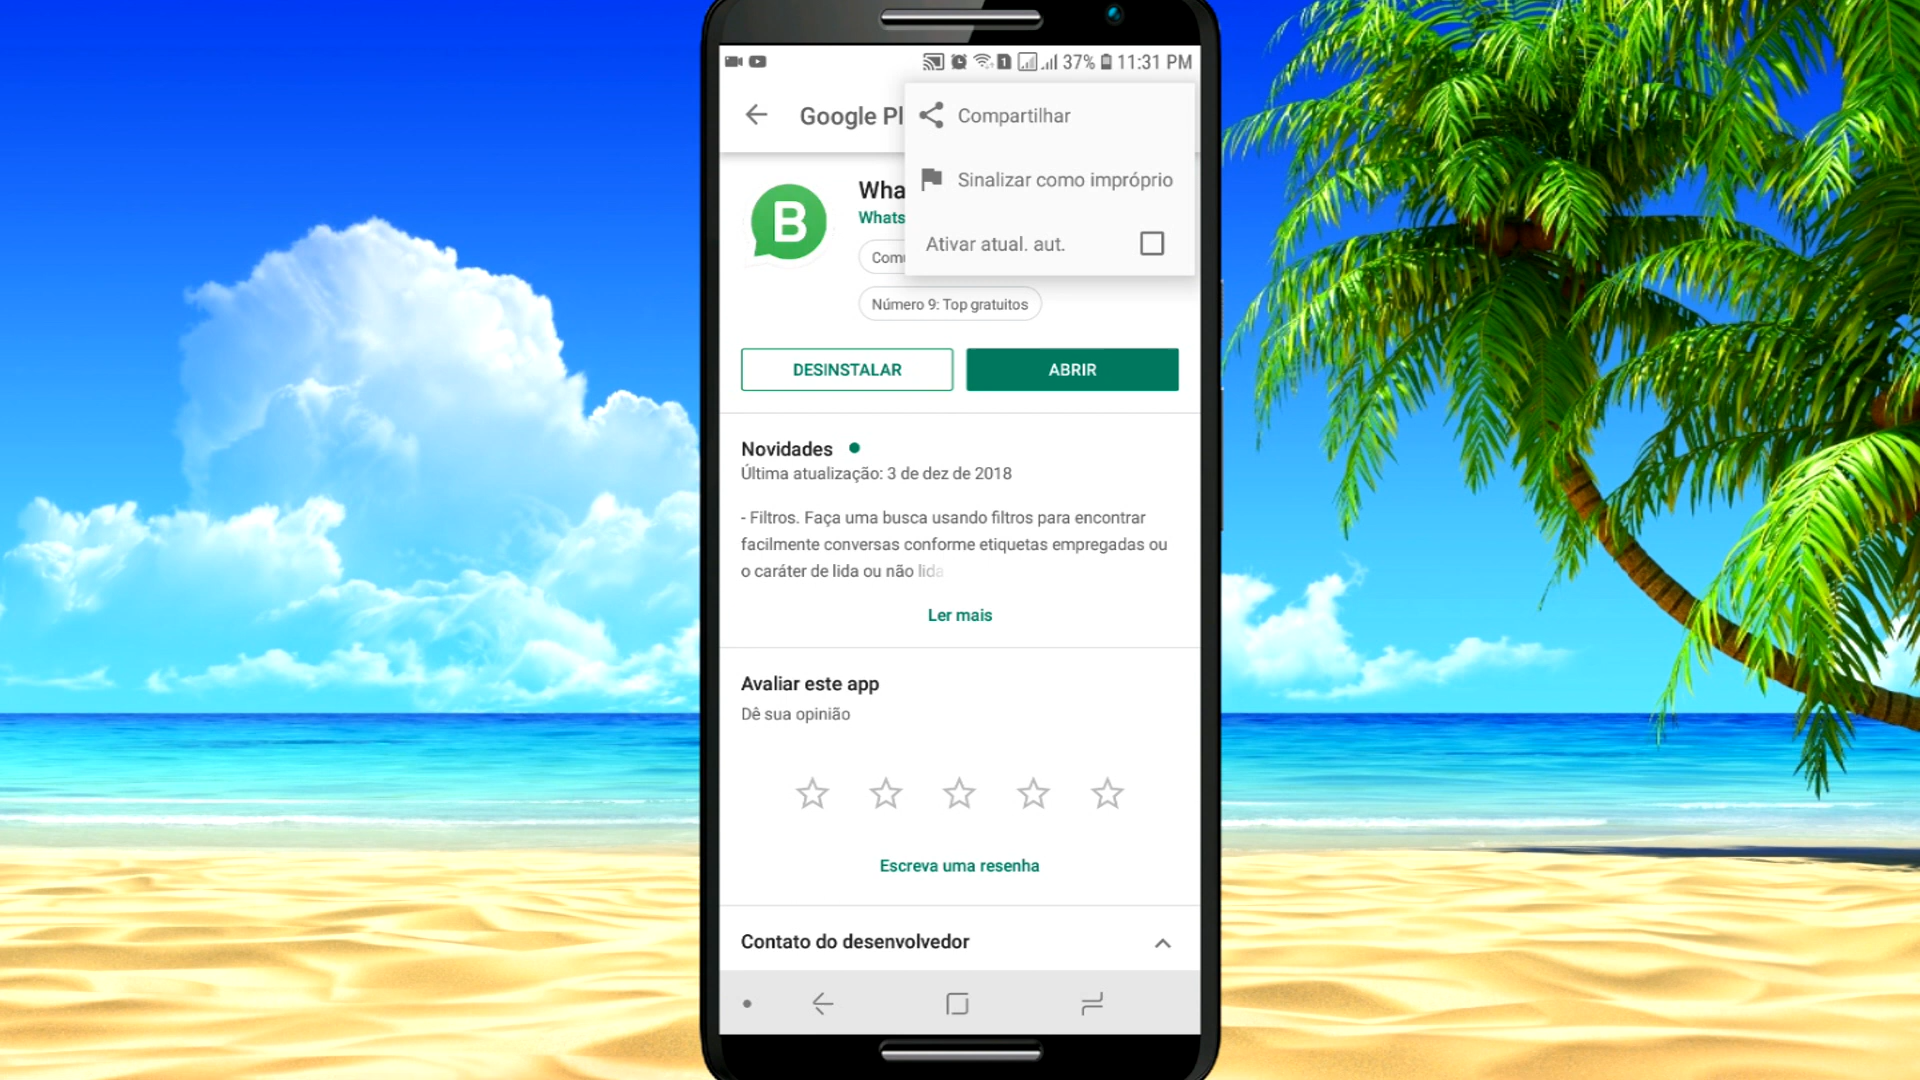 37% 11:31 PM
Google Pl
Compartilhar
Sinalizar como impróprio
Ativar atual. aut.
B
Wha
Whats
Com
Número 9: Top gratuitos
DESINSTALAR
ABRIR
Novidades
Última atualização: 3 de dez de 2018
- Filtros. Faça uma busca usando filtros para encontrar
facilmente conversas conforme etiquetas empregadas ou
o caráter de lida ou não lida
Ler mais
Avaliar este app
Dê sua opinião
Escreva uma resenha
Contato do desenvolvedor